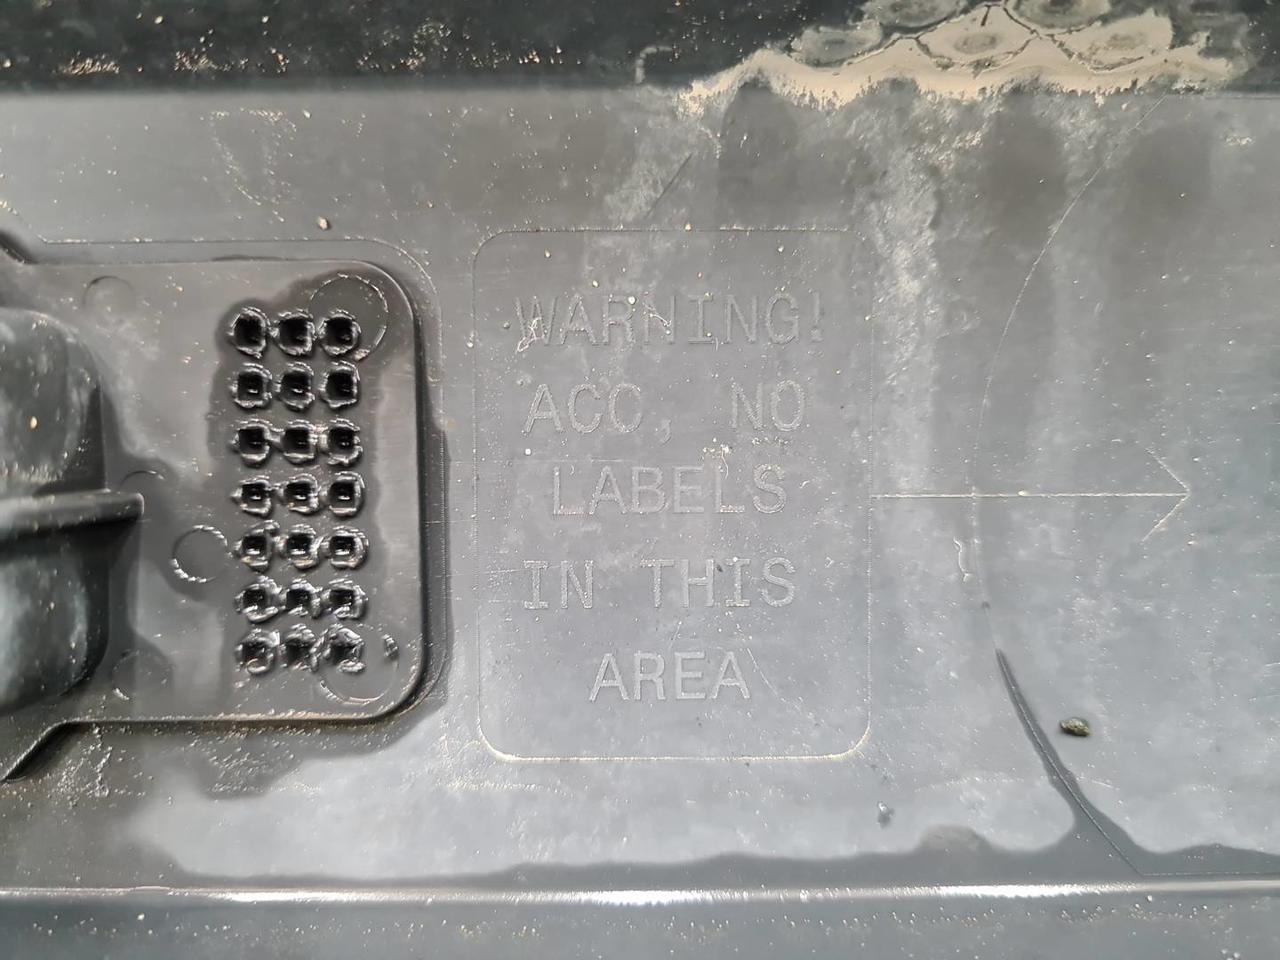 WARNING!
ACC, NO
LABELS
IN THIS
AREA